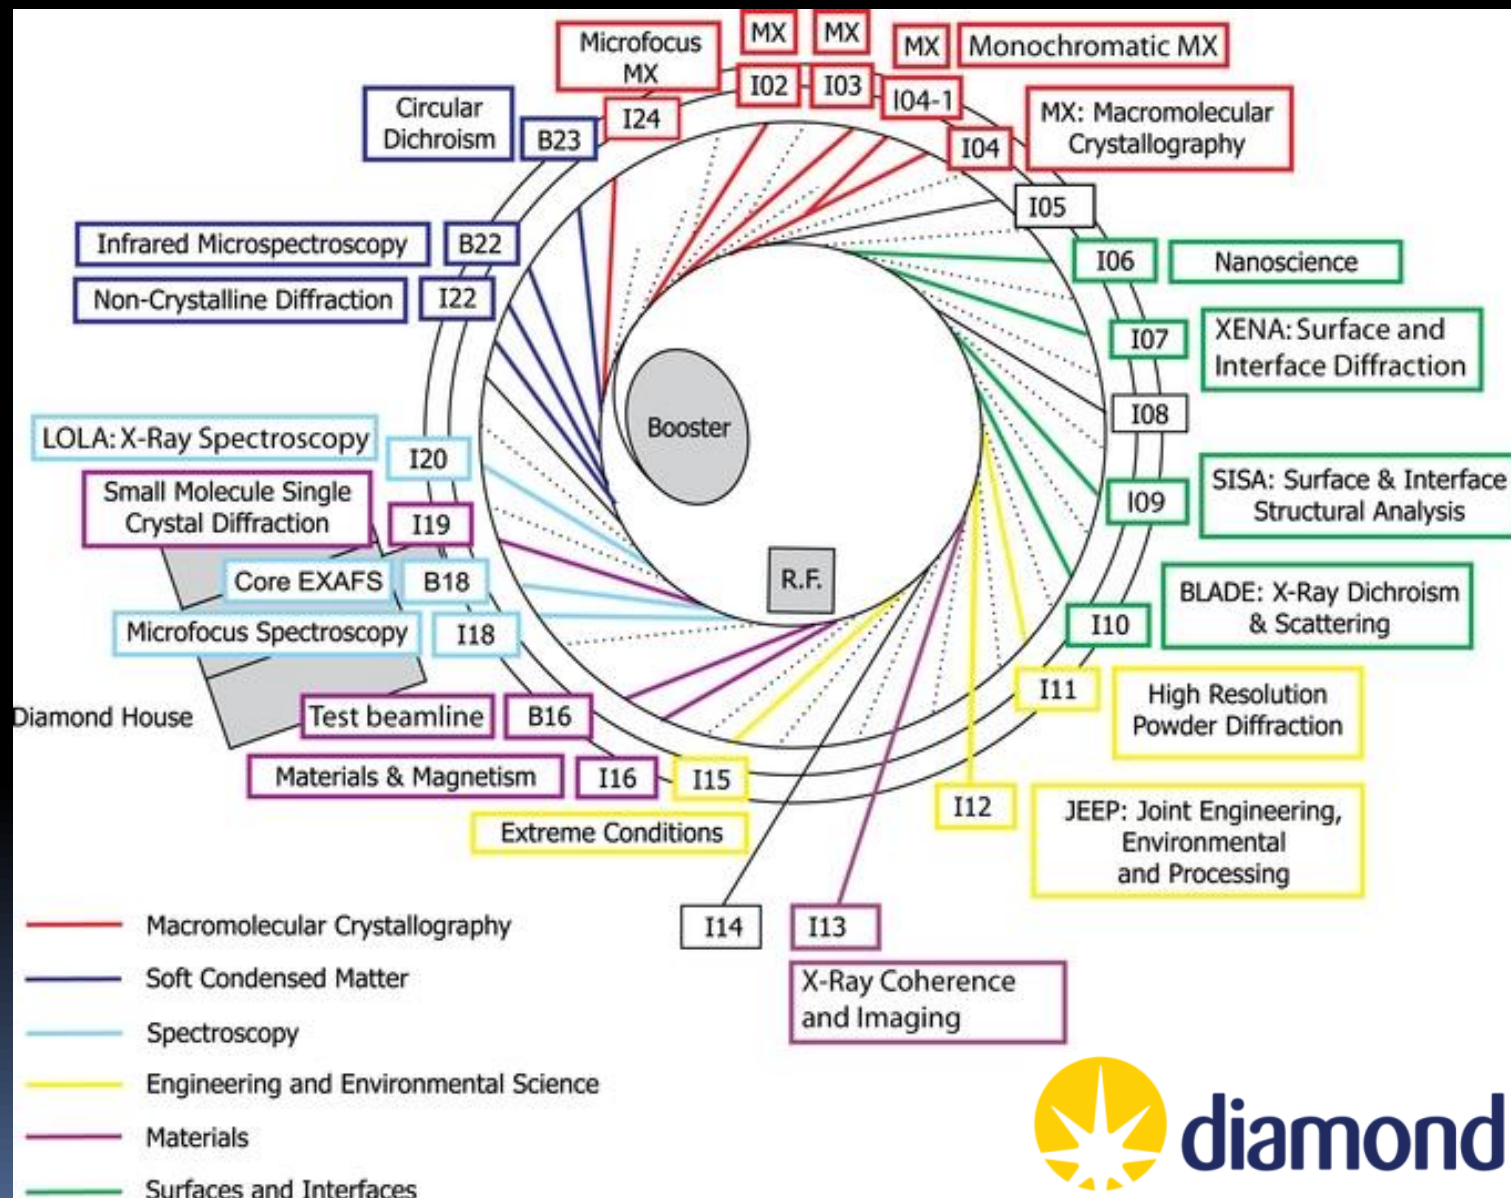 MX
MX
MX
Monochromatic MX
Microfocus
MX
I02
I03
I04-1
I24
I04
MX: Macromolecular
Crystallography
Circular
Dichroism
B23
I05
Infrared Microspectroscopy
B22
I06
Nanoscience
Non-Crystalline Diffraction
I22
I07
XENA: Surface and
Interface Diffraction
I08
Booster
LOLA: X-Ray Spectroscopy
I20
Small Molecule Single
Crystal Diffraction
I19
I09
SISA: Surface & Interface
Structural Analysis
Core EXAFS
B18
R.F.
Microfocus Spectroscopy
I18
I10
BLADE: X-Ray Dichroism
& Scattering
Diamond House
Test beamline
B16
I11
High Resolution
Powder Diffraction
Materials & Magnetism
I16
I15
Extreme Conditions
I12
JEEP: Joint Engineering,
Environmental
and Processing
I14
I13
X-Ray Coherence
and Imaging
Macromolecular Crystallography
Soft Condensed Matter
Spectroscopy
Engineering and Environmental Science
Materials
Surfaces and Interfaces
diamond